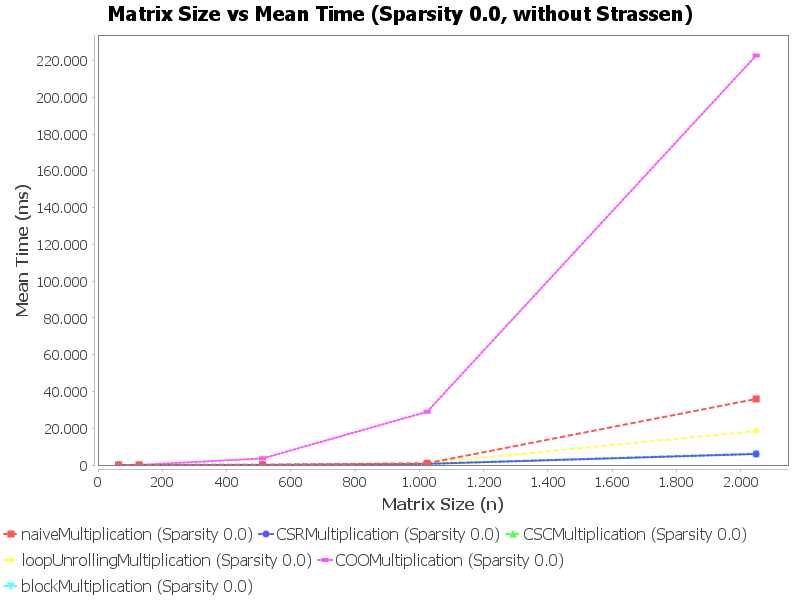 Matrix Size vs Mean Time (Sparsity 0.0, without Strassen)
220.000
200.000
180.000
160.000
140.000
120.000
100.000
80.000
60.000
40.000
20.000
0
Mean Time (ms)
0 200 400 600 800 1.000 1.200 1.400 1.600 1.800 2.000
Matrix Size (n)
naiveMultiplication (Sparsity 0.0) CSRMultiplication (Sparsity 0.0) CSCMultiplication (Sparsity 0.0)
loopUnrollingMultiplication (Sparsity 0.0) COOMultiplication (Sparsity 0.0)
blockMultiplication (Sparsity 0.0)